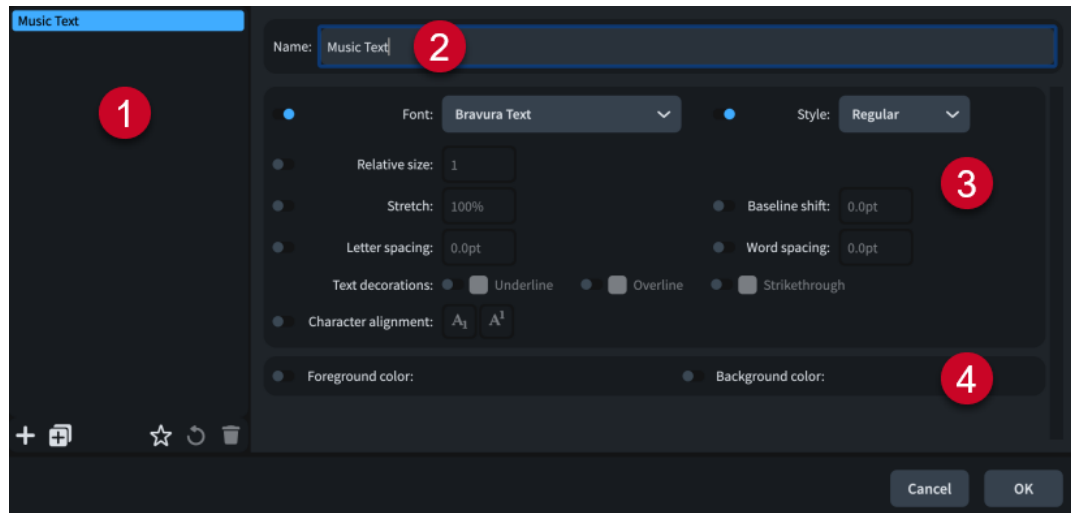 Music Text
1
Name: Music Text 2
Font: Bravura Text Style: Regular
Relative size: 1
3
Stretch: 100% Baseline shift: 0.0pt
Letter spacing: 0.0pt Word spacing: 0.0pt
Text decorations: Underline Overline Strikethrough
Character alignment: A1 A1
Foreground color: Background color: 4
Cancel OK